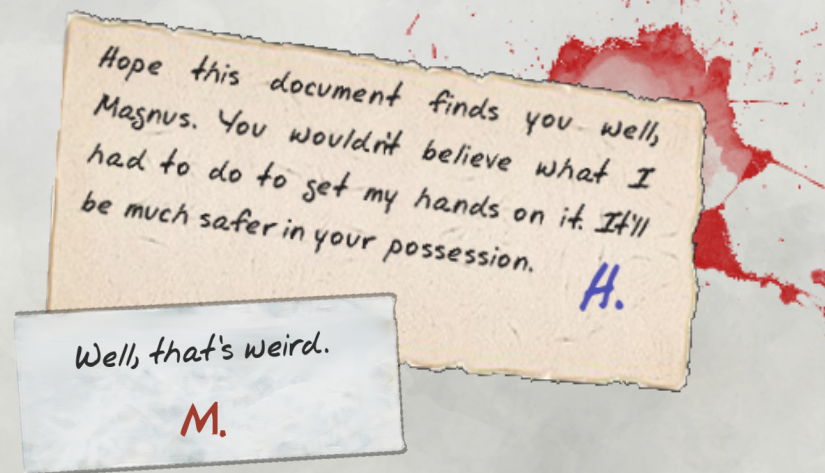 Hope this document finds you well,
Magnus. You wouldn't believe what I
had to do to get my hands on it. It'll
be much safer in your possession.
H.
Well, that's weird.
M.